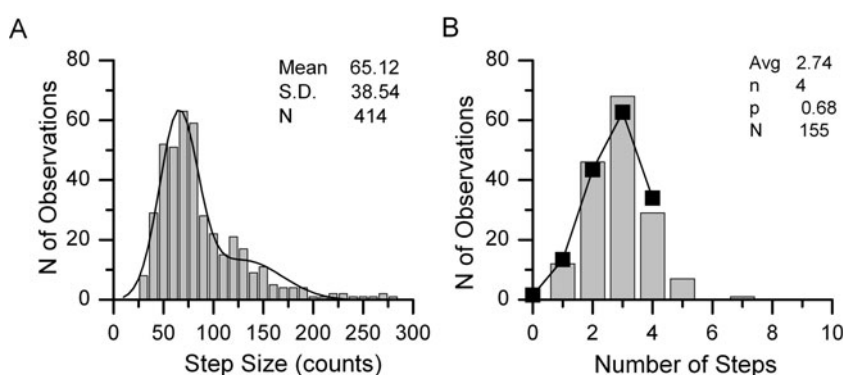 A
80
60
40
20
0
N of Observations
Mean 65.12
S.D. 38.54
N 414
0 50 100 150 200 250 300
Step Size (counts)
B
80
60
40
20
0
N of Observations
Avg 2.74
n 4
p 0.68
N 155
0 2 4 6 8 10
Number of Steps